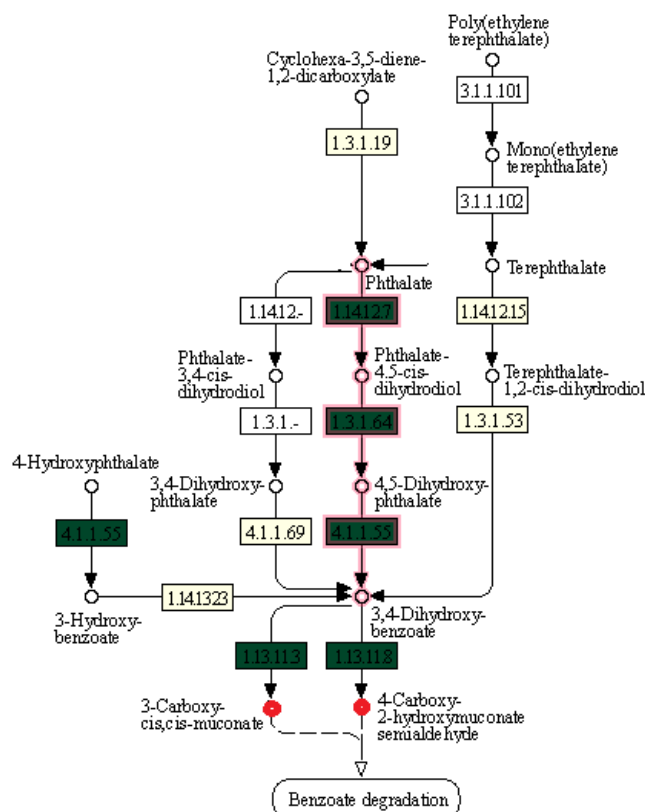 Poly(ethylene
terephthalate)
Cyclohexa-3,5-diene-
1,2-dicarboxylate
3.1.1.101
1.3.1.19
Mono(ethylene
terephthalate)
3.1.1.102
Phthalate
Terephthalate
1.14.12.-
1.14.12.7
1.14.12.15
Phthalate-
3,4-cis-
dihydrodiol
Phthalate-
4.5-cis-
dihydrodiol
Terephthalate-
1,2-cis-dihydrodiol
1.3.1.-
1.3.1.64
1.3.1.53
4-Hydroxyphthalate
3,4-Dihydroxy-
phthalate
4,5-Dihydroxy-
phthalate
4.1.1.55
4.1.1.69
4.1.1.55
1.14.13.23
3-Hydroxy-
benzoate
3,4-Dihydroxy-
benzoate
1.13.11.3
1.13.11.8
3-Carboxy-
cis,cis-muconate
4-Carboxy-
2-hydroxymuconate
semialdehyde
Benzoate degradation